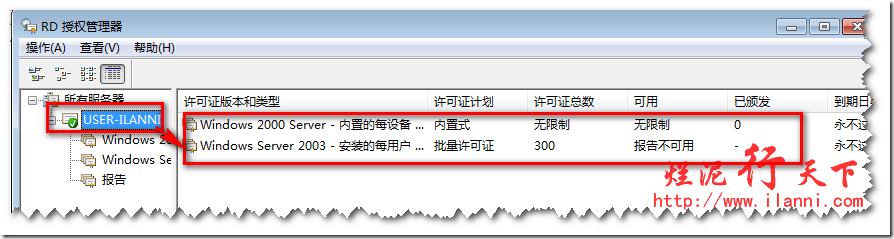 RD 授权管理器
操作(A) 查看(V) 帮助(H)
所有服务器
USER-ILANNI
Windows 20
Windows Se
报告
许可证版本和类型 许可证计划 许可证总数 可用 已颁发 到期日
Windows 2000 Server - 内置的每设备 ... 内置式 无限制 无限制 0 永不过
Windows Server 2003 - 安装的每用户 ... 批量许可证 300 报告不可用 - 永不过
烂泥行天下
http://www.ilanni.com